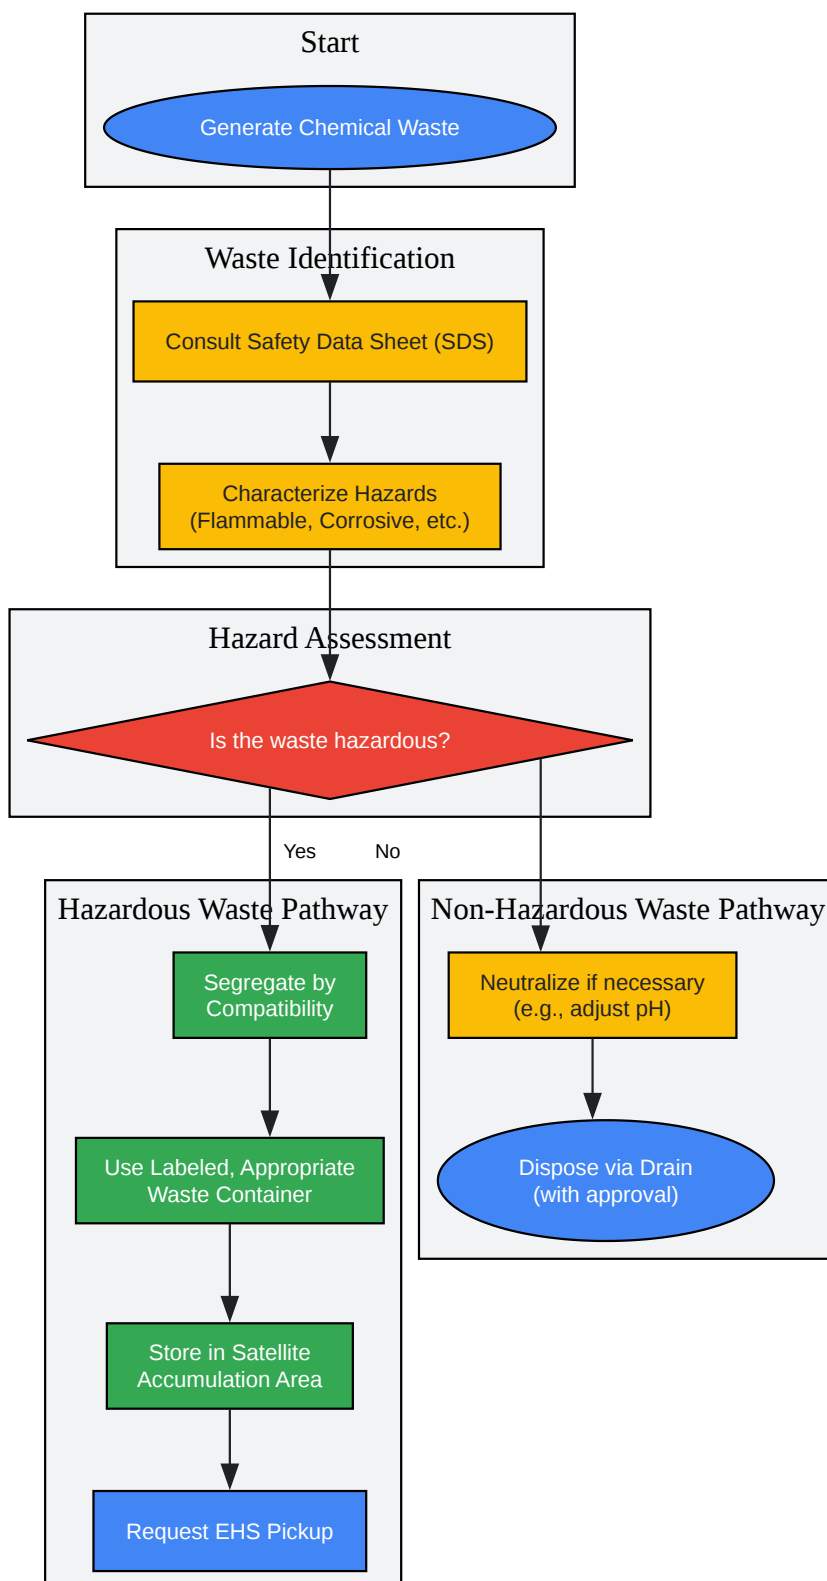 Start
Generate Chemical Waste
Waste Identification
Consult Safety Data Sheet (SDS)
Characterize Hazards
(Flammable, Corrosive, etc.)
Hazard Assessment
Is the waste hazardous?
Yes
No
Hazardous Waste Pathway
Segregate by
Compatibility
Use Labeled, Appropriate
Waste Container
Store in Satellite
Accumulation Area
Request EHS Pickup
Non-Hazardous Waste Pathway
Neutralize if necessary
(e.g., adjust pH)
Dispose via Drain
(with approval)